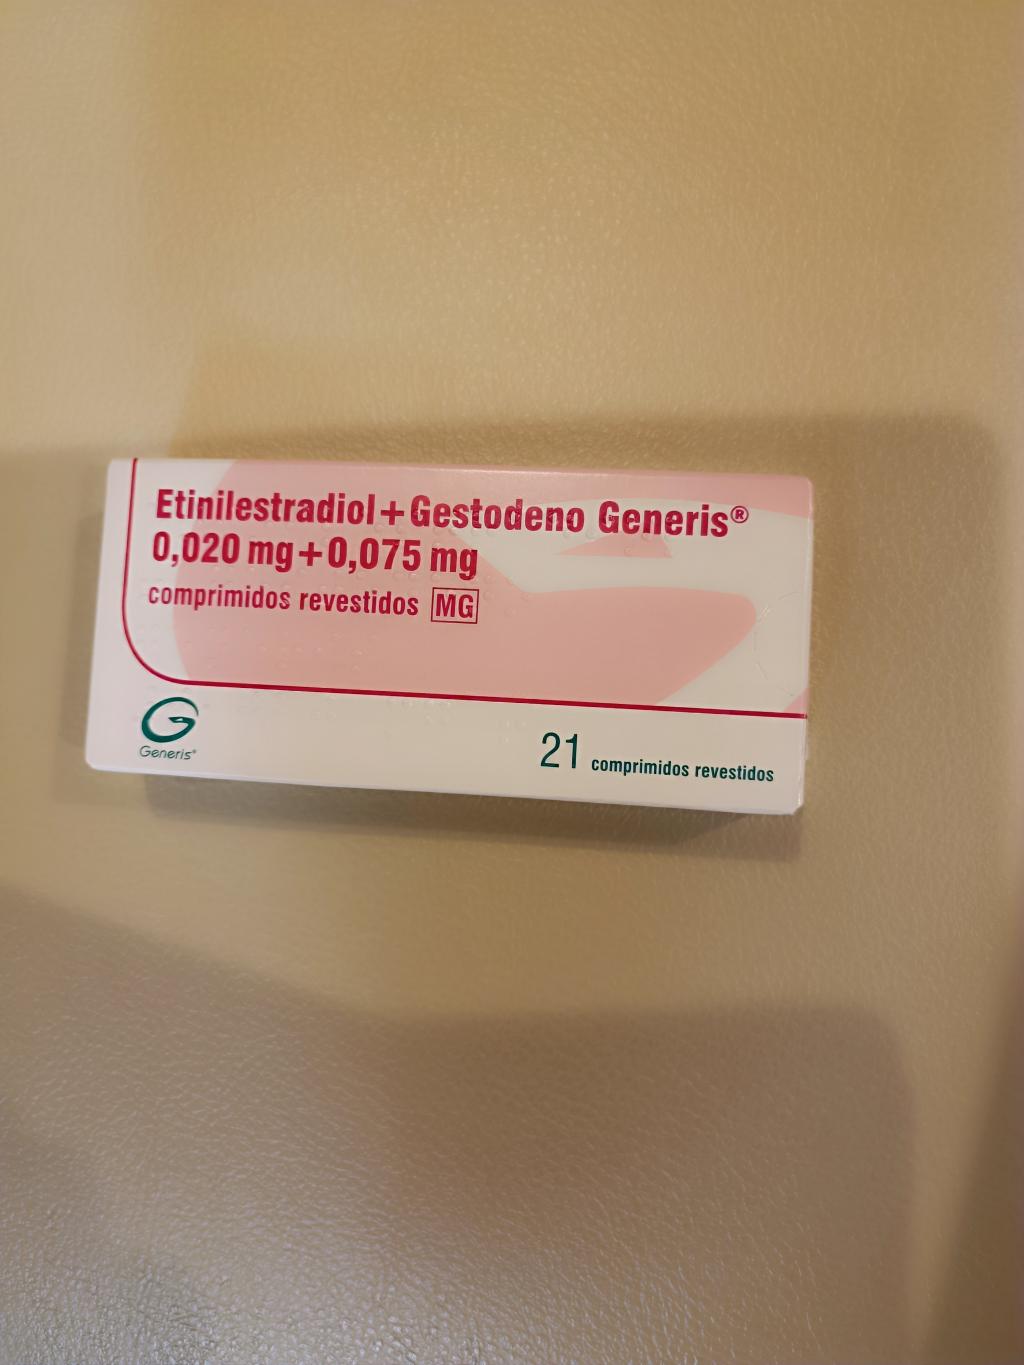 Etinilestradiol+Gestodeno Generis®
0,020 mg+0,075 mg
comprimidos revestidos MG
Generis®
21 comprimidos revestidos